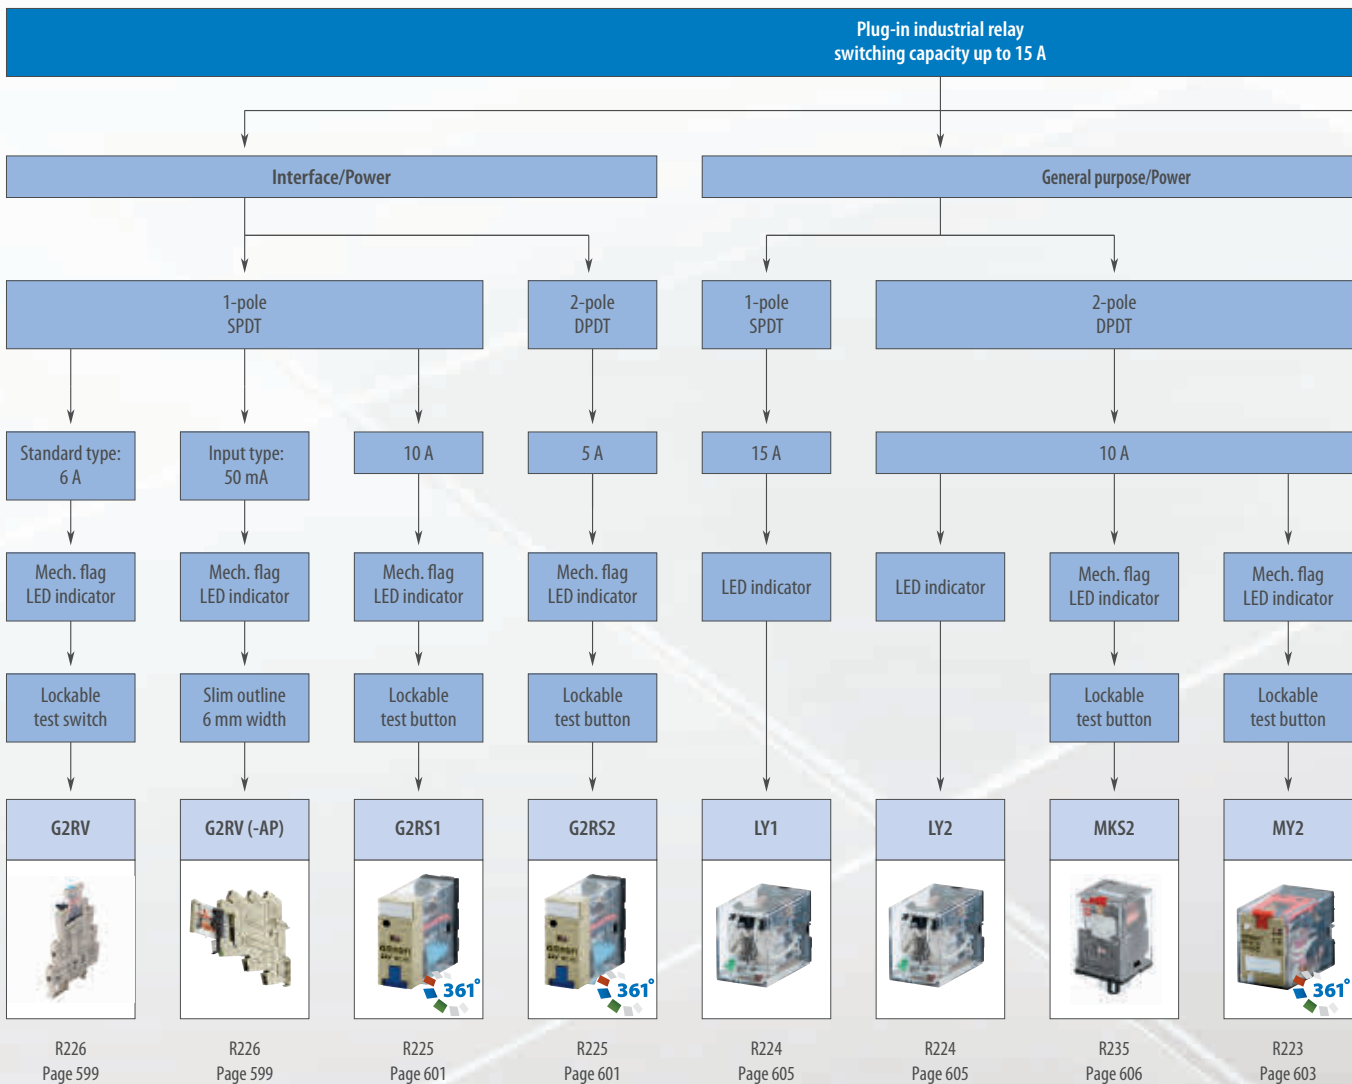 Plug-in industrial relay
switching capacity up to 15 A
Interface/Power
General purpose/Power
1-pole
SPDT
2-pole
DPDT
1-pole
SPDT
2-pole
DPDT
Standard type:
6 A
Input type:
50 mA
10 A
5 A
15 A
10 A
Mech. flag
LED indicator
Mech. flag
LED indicator
Mech. flag
LED indicator
Mech. flag
LED indicator
LED indicator
LED indicator
Mech. flag
LED indicator
Mech. flag
LED indicator
Lockable
test switch
Slim outline
6 mm width
Lockable
test button
Lockable
test button
Lockable
test button
Lockable
test button
G2RV
G2RV (-AP)
G2RS1
G2RS2
LY1
LY2
MKS2
MY2
361°
361°
361°
R226
Page 599
R226
Page 599
R225
Page 601
R225
Page 601
R224
Page 605
R224
Page 605
R235
Page 606
R223
Page 603